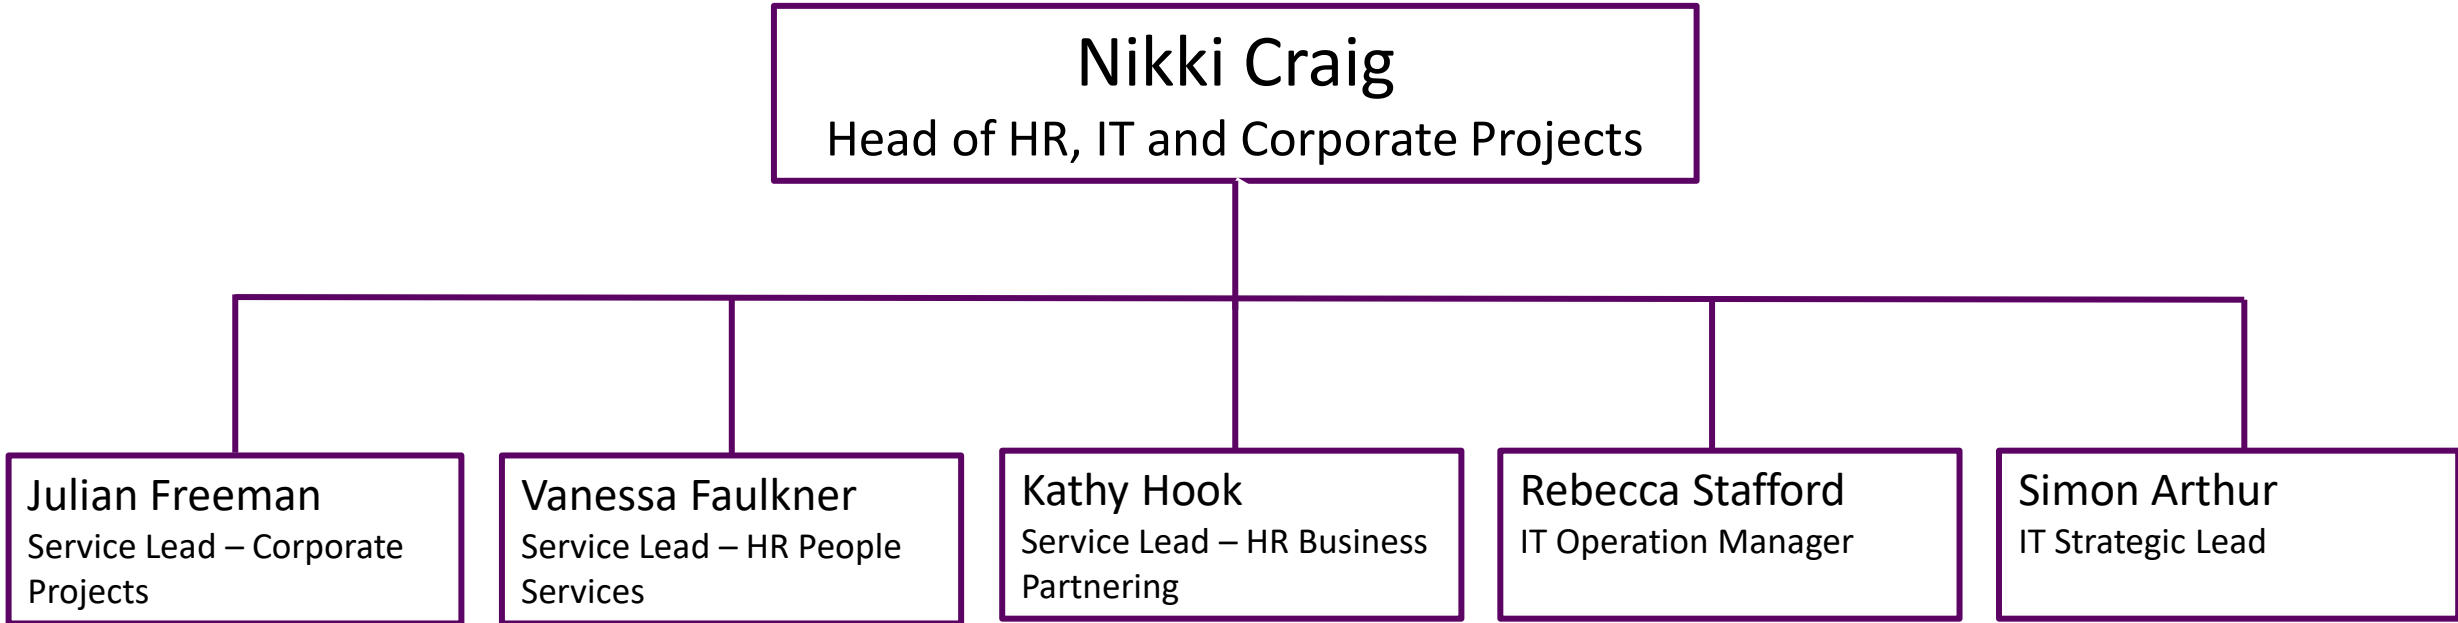 Nikki Craig
Head of HR, IT and Corporate Projects
Julian Freeman
Service Lead – Corporate
Projects
Vanessa Faulkner
Service Lead – HR People
Services
Kathy Hook
Service Lead – HR Business
Partnering
Rebecca Stafford
IT Operation Manager
Simon Arthur
IT Strategic Lead